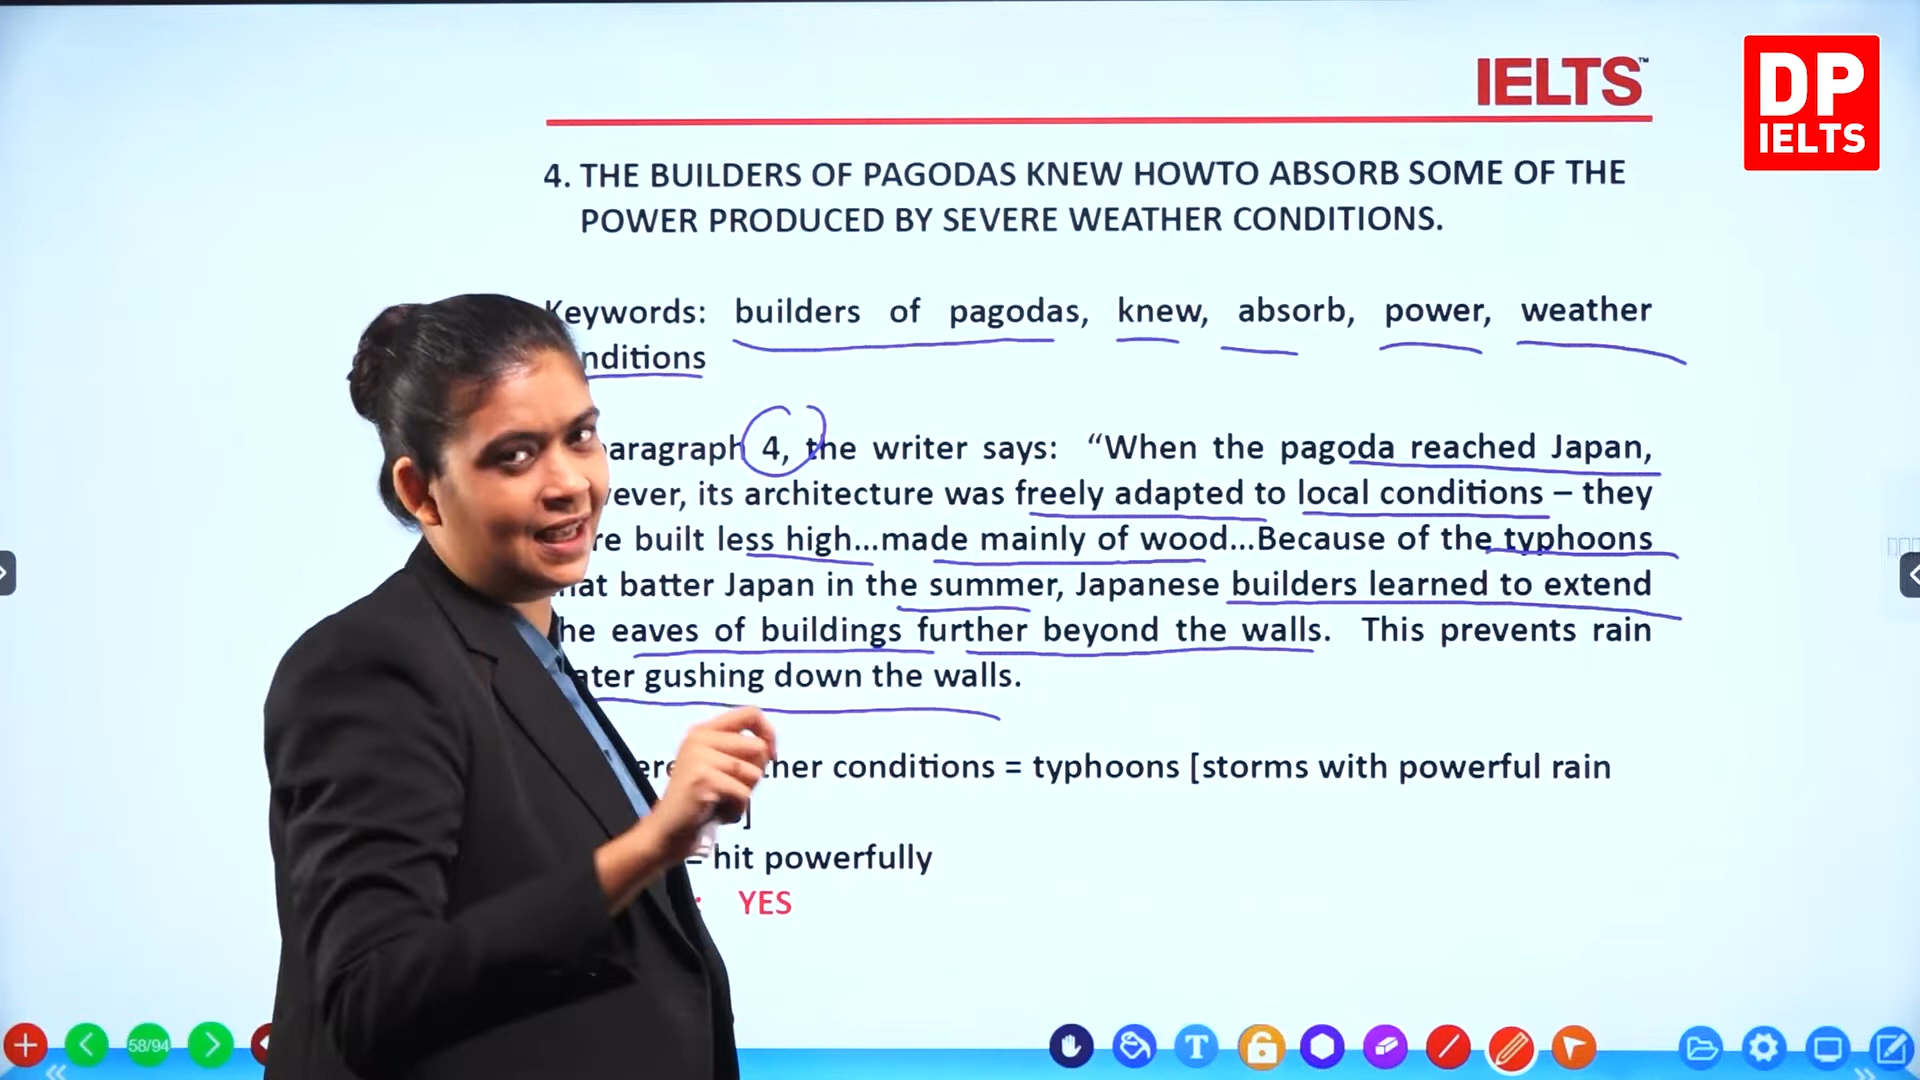 IELTS™
DP
IELTS
4. THE BUILDERS OF PAGODAS KNEW HOWTO ABSORB SOME OF THE
POWER PRODUCED BY SEVERE WEATHER CONDITIONS.
Keywords: builders of pagodas, knew, absorb, power, weather
nditions
aragraph 4, the writer says: “When the pagoda reached Japan,
ever, its architecture was freely adapted to local conditions – they
re built less high...made mainly of wood...Because of the typhoons
hat batter Japan in the summer, Japanese builders learned to extend
he eaves of buildings further beyond the walls. This prevents rain
ater gushing down the walls.
ere her conditions = typhoons [storms with powerful rain
s]
= hit powerfully
: YES
58/94
T